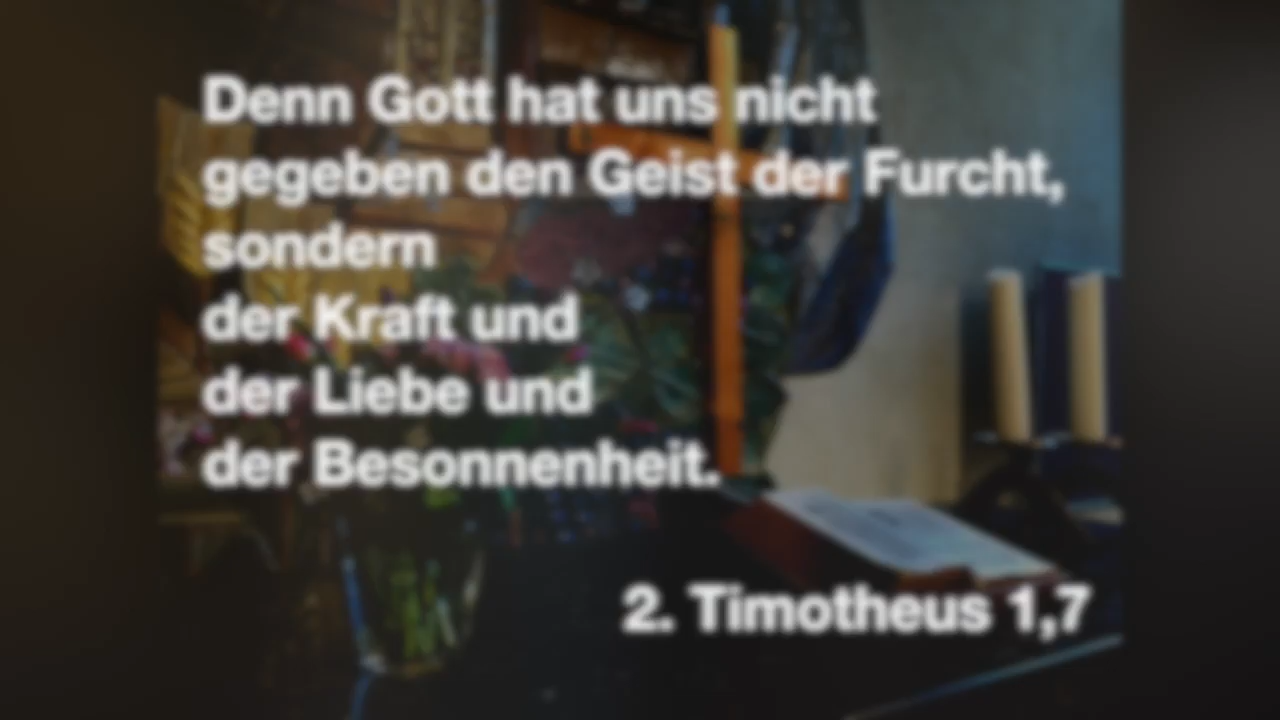 Denn Gott hat uns nicht
gegeben den Geist der Furcht,
sondern
der Kraft und
der Liebe und
der Besonnenheit.
2. Timotheus 1,7